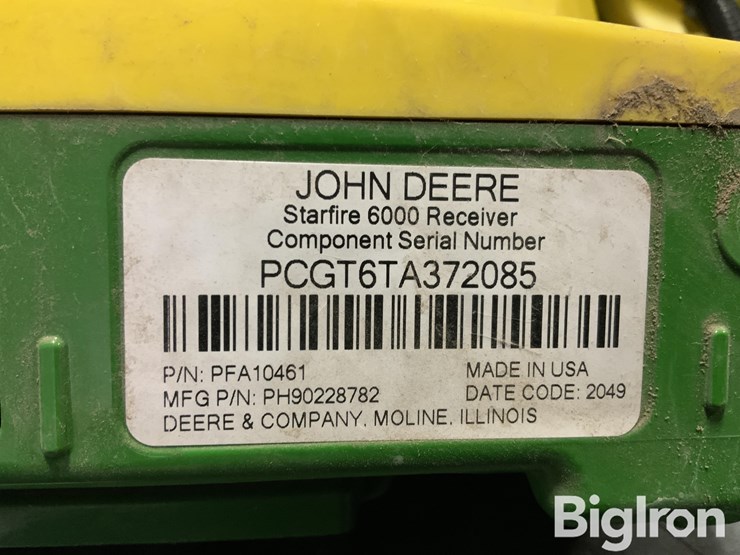 JOHN DEERE
Starfire 6000 Receiver
Component Serial Number
PCGT6TA372085
P/N: PFA10461 MADE IN USA
MFG P/N: PH90228782 DATE CODE: 2049
DEERE & COMPANY, MOLINE, ILLINOIS
BigIron